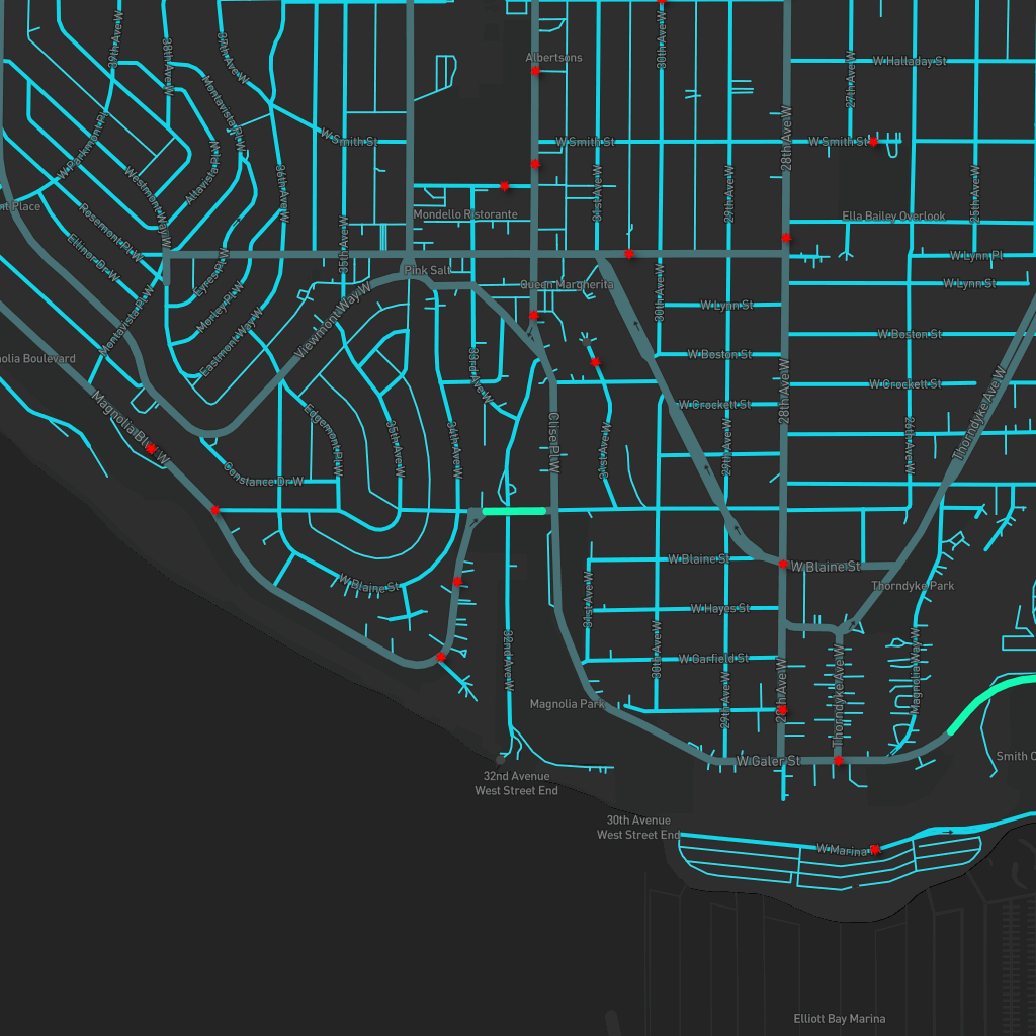 39th Ave W
38th Ave W
37th Ave W
30th Ave W
Albertsons
27th Ave W
W Halladay St
Montavista Pl W
W Parkmont Pl
W Smith St
W Smith St
28th Ave W
W Smith St
Westmont Way W
Altavista Pl W
36th Ave W
31st Ave W
29th Ave W
25th Ave W
nt Place
Rosemont Pl W
Mondello Ristorante
Ella Bailey Overlook
Ellinor Dr W
35th Ave W
Eyres Pl W
Pink Salt
Queen Margherita
W Lynn Pl
W Lynn St
Montavista Pl W
Morley Pl W
Viewmont Way W
30th Ave W
W Lynn St
Eastmont Way W
W Boston St
W Boston St
nolia Boulevard
33rd Ave W
28th Ave W
W Crockett St
W Crockett St
Magnolia Blvd W
Edgemont Pl W
35th Ave W
34th Ave W
Clise Pl W
31st Ave W
29th Ave W
26th Ave W
Thorndyke Ave W
Constance Dr W
W Blaine St
W Blaine St
W Blaine St
Thorndyke Park
31st Ave W
W Hayes St
32nd Ave W
30th Ave W
W Garfield St
Magnolia Way W
Magnolia Park
29th Ave W
28th Ave W
Thorndyke Ave W
W Galer St
Smith C
32nd Avenue
West Street End
30th Avenue
West Street End
W Marina
Elliott Bay Marina